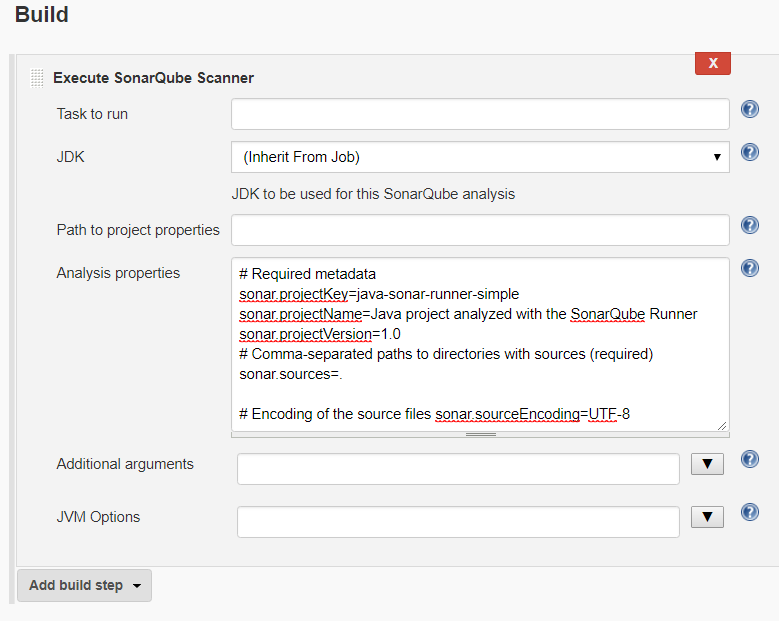 Build
Execute SonarQube Scanner
X
Task to run
?
JDK
(Inherit From Job)
?
JDK to be used for this SonarQube analysis
Path to project properties
?
Analysis properties
?
# Required metadata
sonar.projectKey=java-sonar-runner-simple
sonar.projectName=Java project analyzed with the SonarQube Runner
sonar.projectVersion=1.0
# Comma-separated paths to directories with sources (required)
sonar.sources=.
# Encoding of the source files sonar.sourceEncoding=UTF-8
Additional arguments
?
JVM Options
?
Add build step